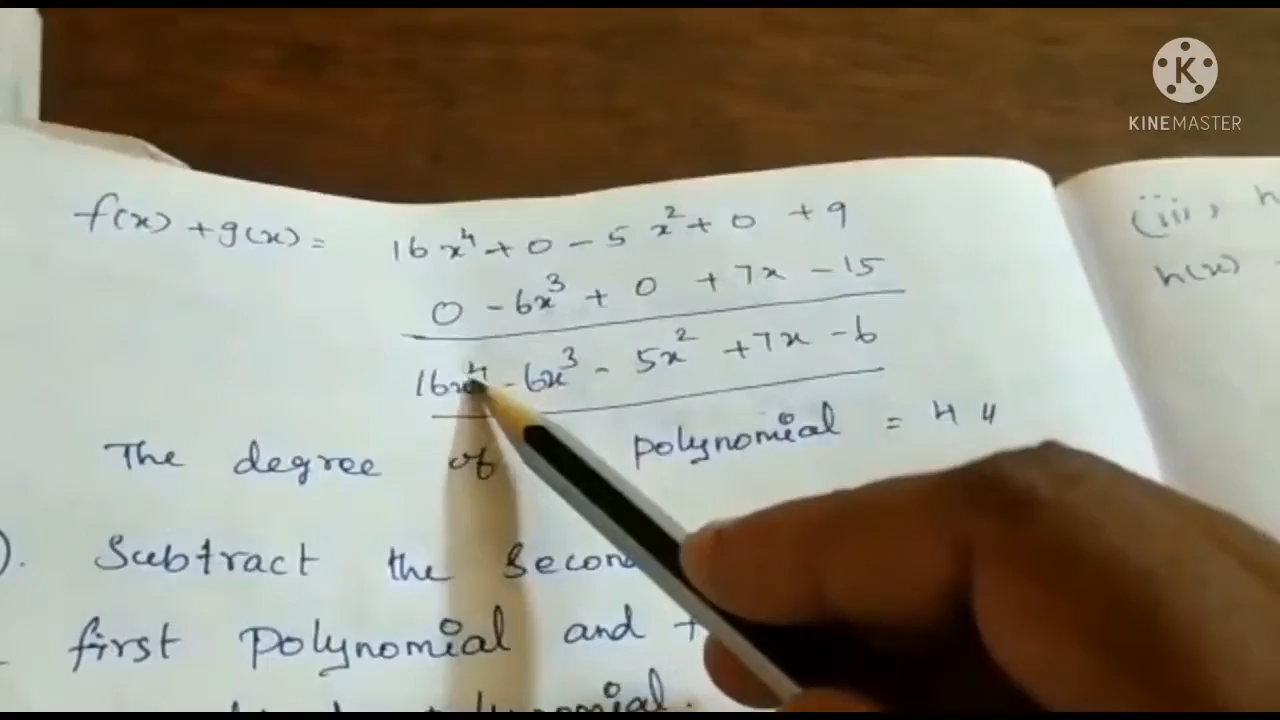 KINEMASTER
f(x) + g(x) = 16x⁴ + 0 - 5x² + 0 + 9
0 - 6x³ + 0 + 7x - 15
16x⁴ - 6x³ - 5x² + 7x - 6
The degree of polynomial = 4 4
). Subtract the
first polynomial and
(iii) h
h(x)